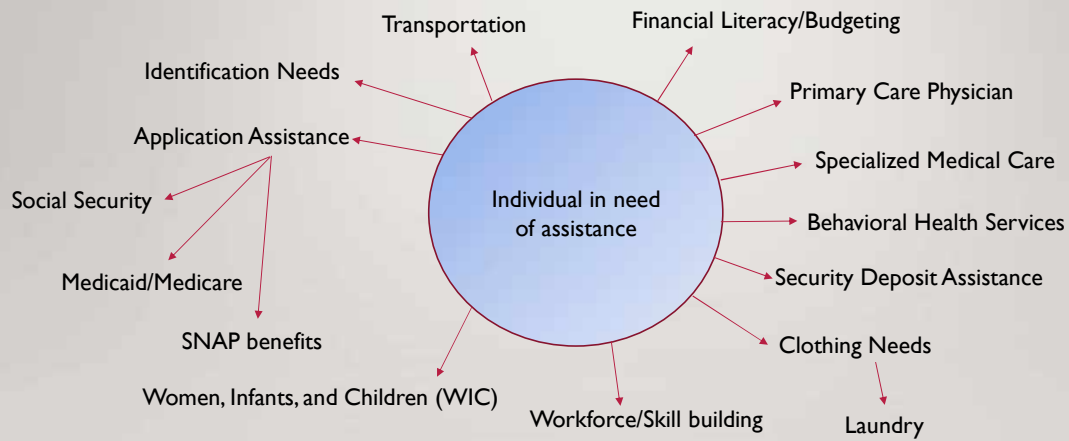 Transportation
Financial Literacy/Budgeting
Identification Needs
Primary Care Physician
Application Assistance
Specialized Medical Care
Social Security
Individual in need
of assistance
Behavioral Health Services
Medicaid/Medicare
Security Deposit Assistance
SNAP benefits
Clothing Needs
Women, Infants, and Children (WIC)
Workforce/Skill building
Laundry